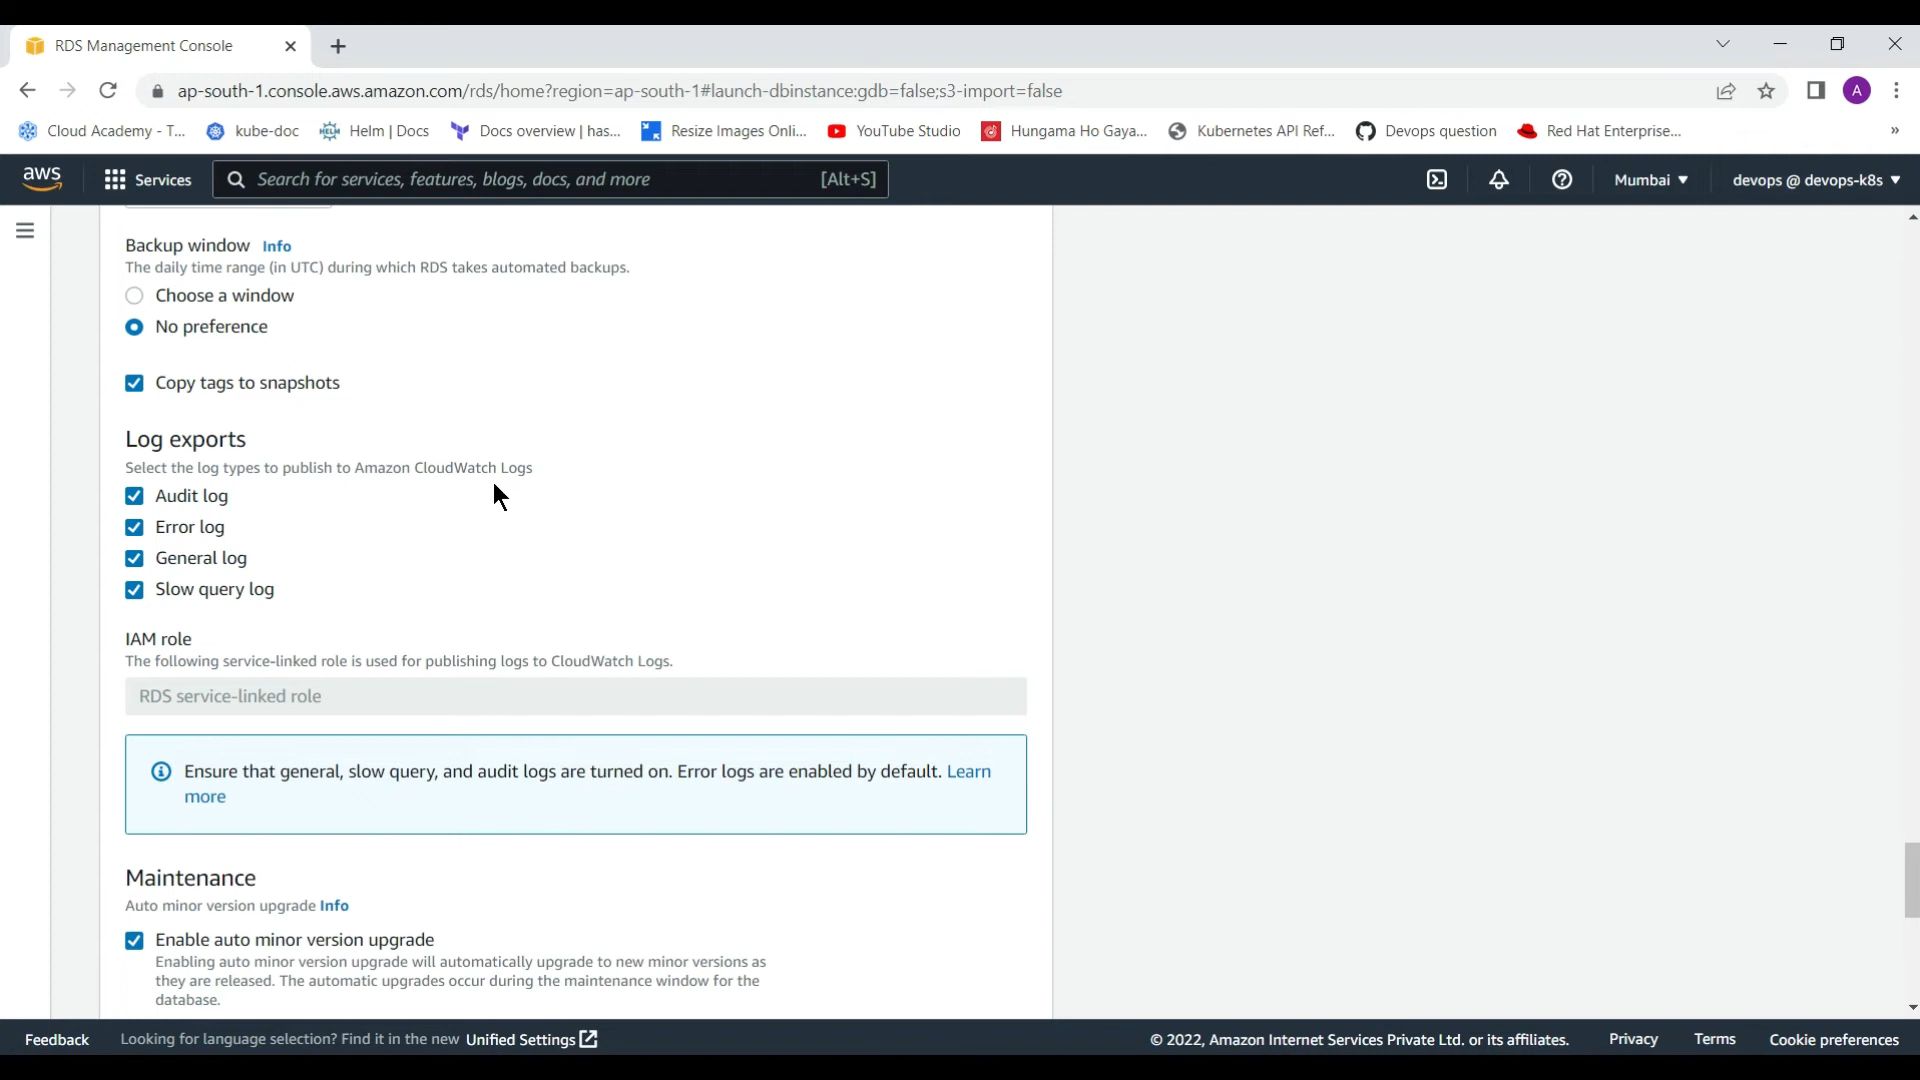 RDS Management Console
ap-south-1.console.aws.amazon.com/rds/home?region=ap-south-1#launch-dbinstance:gdb=false;s3-import=false
Cloud Academy - T... kube-doc Helm | Docs Docs overview | has... Resize Images Onli... YouTube Studio Hungama Ho Gaya... Kubernetes API Ref... Devops question Red Hat Enterprise... »
aws Services Search for services, features, blogs, docs, and more [Alt+S] Mumbai devops @ devops-k8s
Backup window Info
The daily time range (in UTC) during which RDS takes automated backups.
Choose a window
No preference
Copy tags to snapshots
Log exports
Select the log types to publish to Amazon CloudWatch Logs
Audit log
Error log
General log
Slow query log
IAM role
The following service-linked role is used for publishing logs to CloudWatch Logs.
RDS service-linked role
Ensure that general, slow query, and audit logs are turned on. Error logs are enabled by default. Learn
more
Maintenance
Auto minor version upgrade Info
Enable auto minor version upgrade
Enabling auto minor version upgrade will automatically upgrade to new minor versions as
they are released. The automatic upgrades occur during the maintenance window for the
database.
Feedback Looking for language selection? Find it in the new Unified Settings © 2022, Amazon Internet Services Private Ltd. or its affiliates. Privacy Terms Cookie preferences